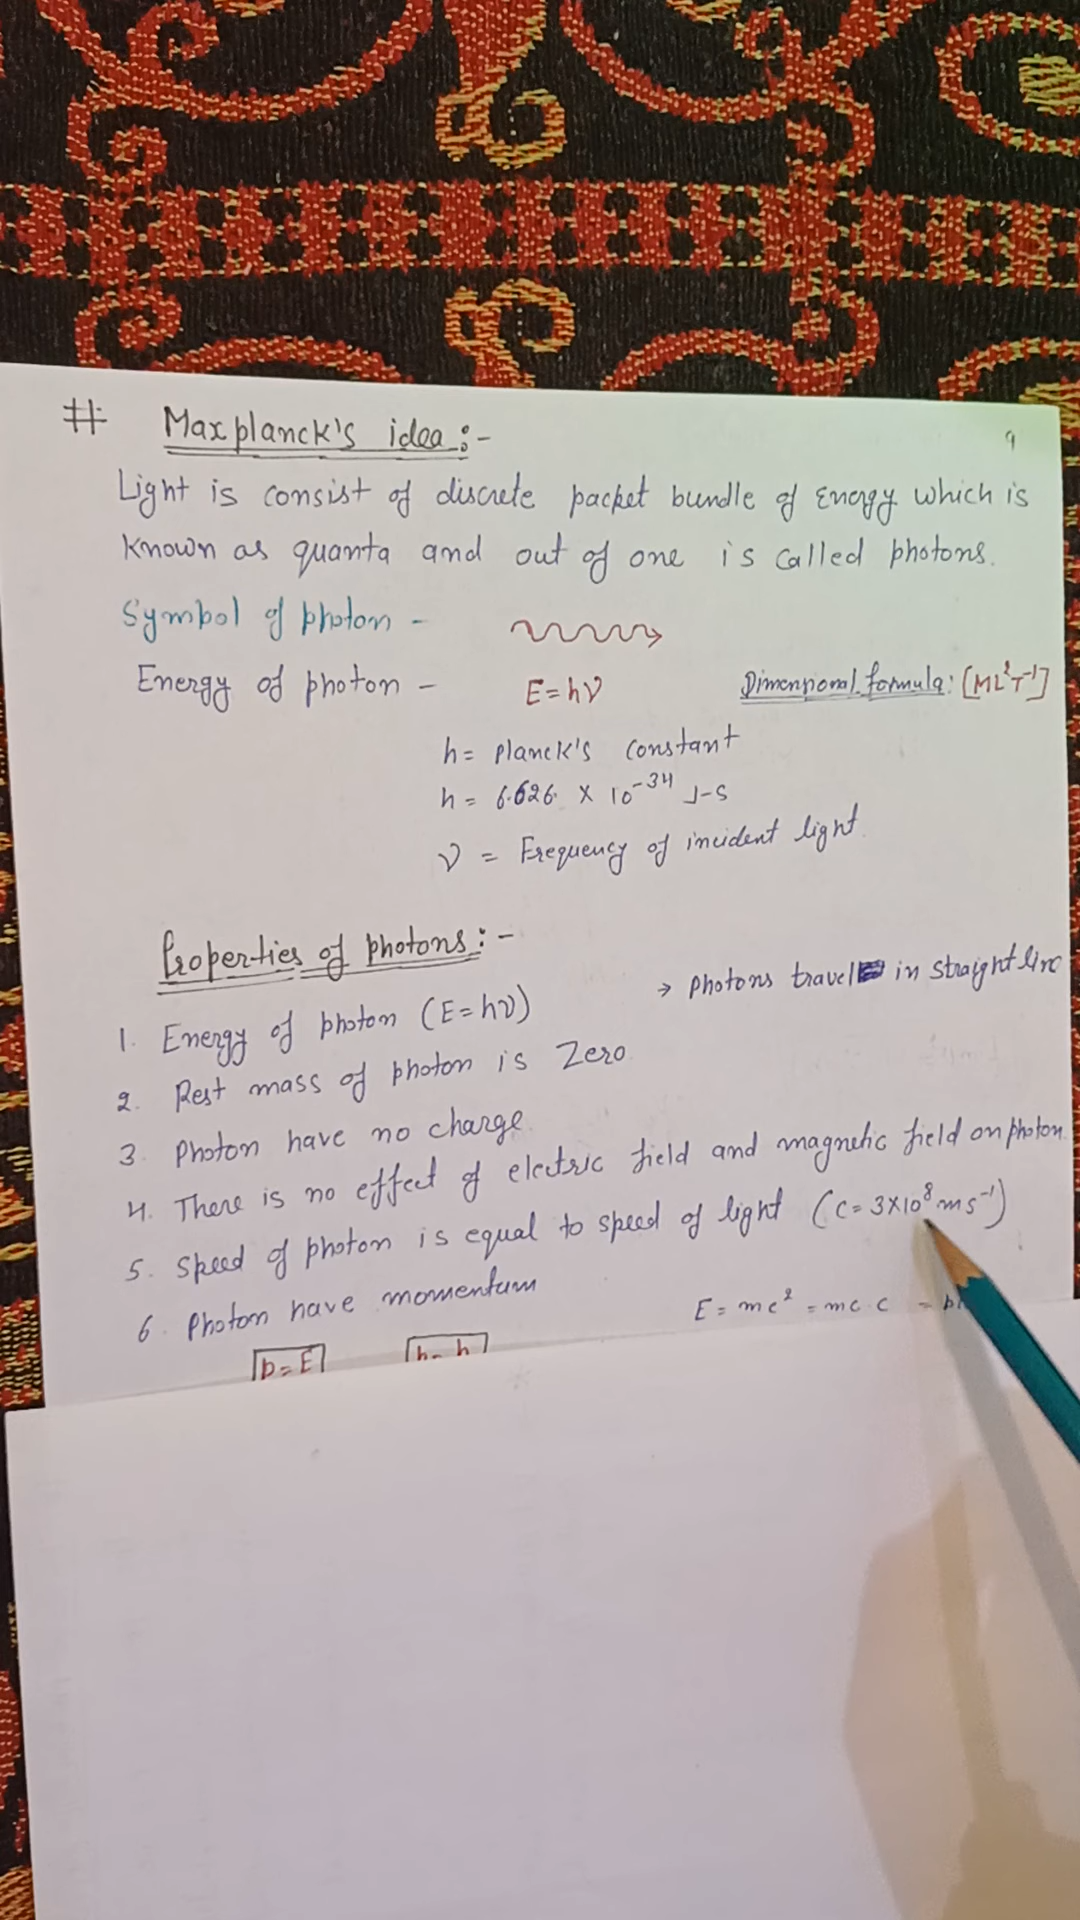 # Maxplanck's idea :-
9
Light is consist of discrete packet bundle of Energy which is
known as quanta and out of one is called photons.
Symbol of photon -
Energy of photon - E = hν Dimensional formula: [ML²T⁻¹]
h = planck's constant
h = 6.626 × 10⁻³⁴ J-S
ν = Frequency of incident light.
Properties of photons :-
→ photons travel in straight line
1. Energy of photon (E = hν)
2. Rest mass of photon is Zero.
3. Photon have no charge.
4. There is no effect of electric field and magnetic field on photon
5. Speed of photon is equal to speed of light (C = 3×10⁸ ms⁻¹)
6. Photon have momentum
E = mc² = mc.c =
p = E h